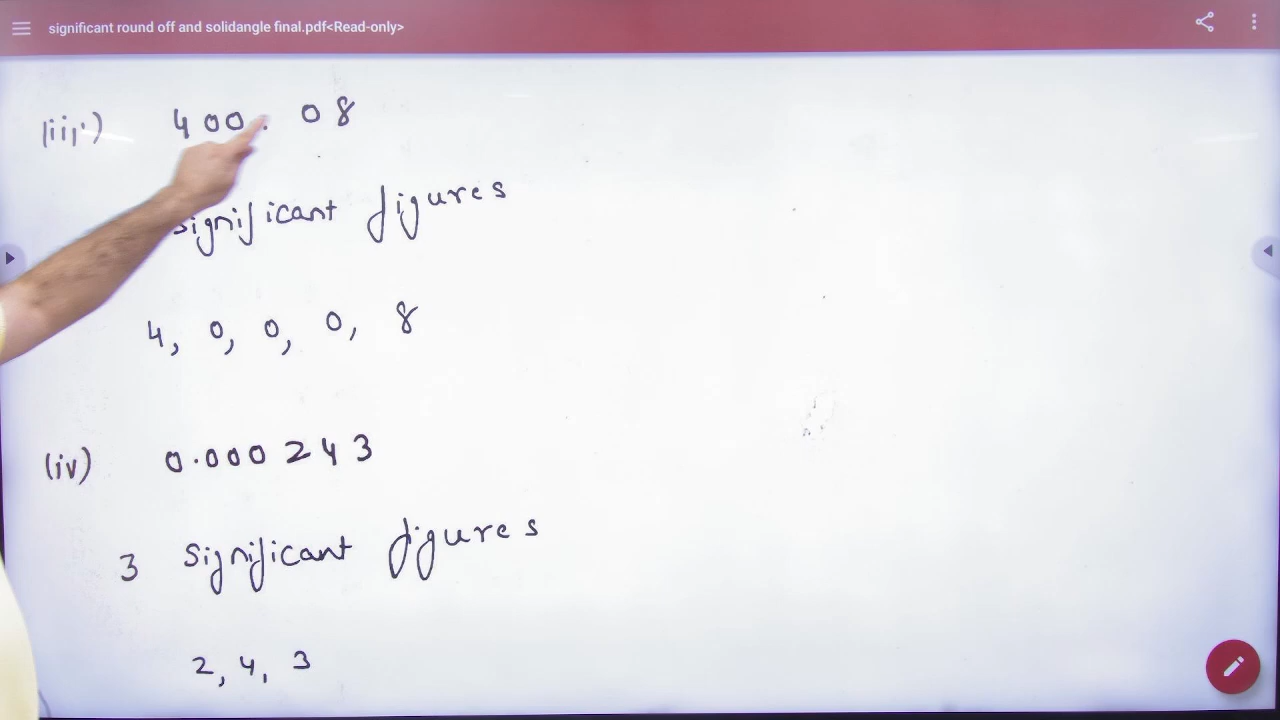 significant round off and solidangle final.pdf<Read-only>
(iii) 400.08
significant figures
4, 0, 0, 0, 8
(iv) 0.000243
3 significant figures
2, 4, 3